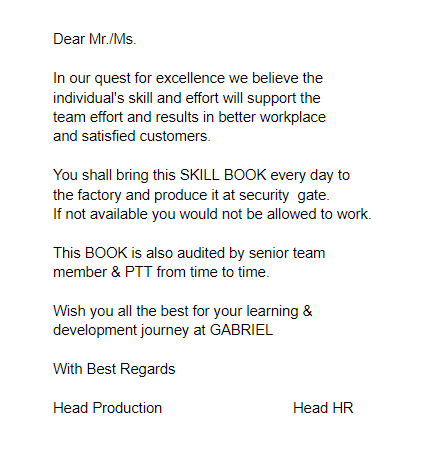 Dear Mr./Ms.
In our quest for excellence we believe the
individual's skill and effort will support the
team effort and results in better workplace
and satisfied customers.
You shall bring this SKILL BOOK every day to
the factory and produce it at security  gate.
If not available you would not be allowed to work.
This BOOK is also audited by senior team
member & PTT from time to time.
Wish you all the best for your learning &
development journey at GABRIEL
With Best Regards
Head Production Head HR